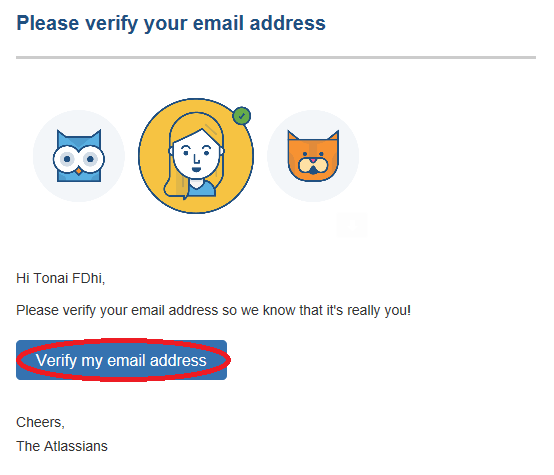 Please verify your email address
Hi Tonai FDhi,
Please verify your email address so we know that it's really you!
Verify my email address
Cheers,
The Atlassians